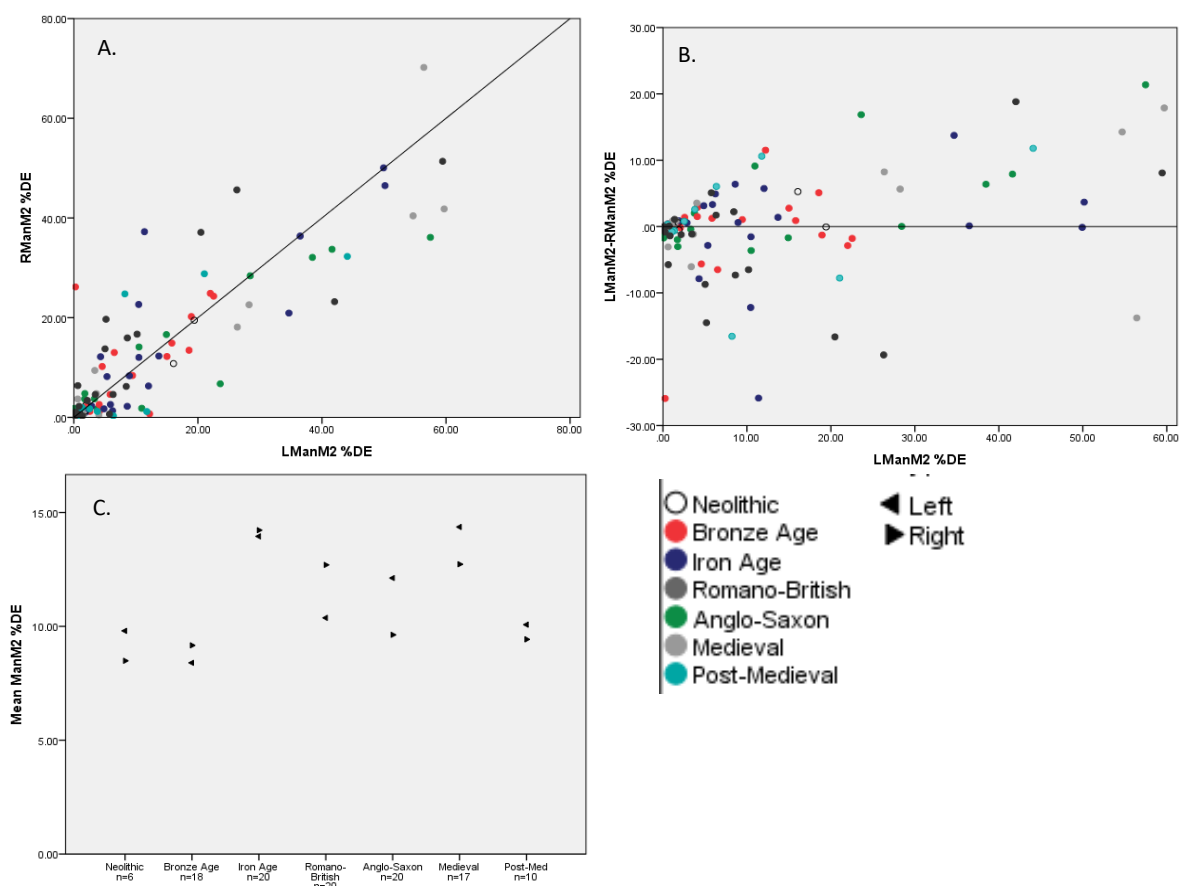 A.
80.00
60.00
40.00
20.00
.00
RManM2 %DE
.00 20.00 40.00 60.00 80.00
LManM2 %DE
B.
30.00
20.00
10.00
.00
-10.00
-20.00
-30.00
LManM2-RManM2 %DE
.00 10.00 20.00 30.00 40.00 50.00 60.00
LManM2 %DE
C.
15.00
10.00
5.00
0.00
Mean ManM2 %DE
Neolithic n=6
Bronze Age n=18
Iron Age n=20
Romano-British
Anglo-Saxon n=20
Medieval n=17
Post-Med n=10
Neolithic
Bronze Age
Iron Age
Romano-British
Anglo-Saxon
Medieval
Post-Medieval
Left
Right